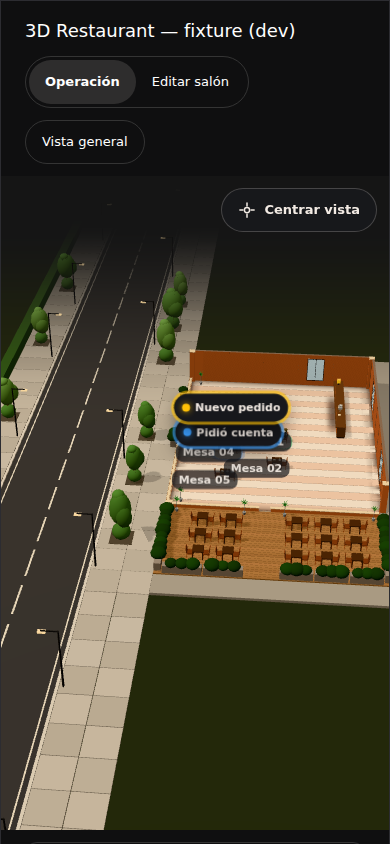 3D Restaurant — fixture (dev)
Operación
Editar salón
Vista general
Centrar vista
Nuevo pedido
Pidió cuenta
Mesa 04
Mesa 02
Mesa 05